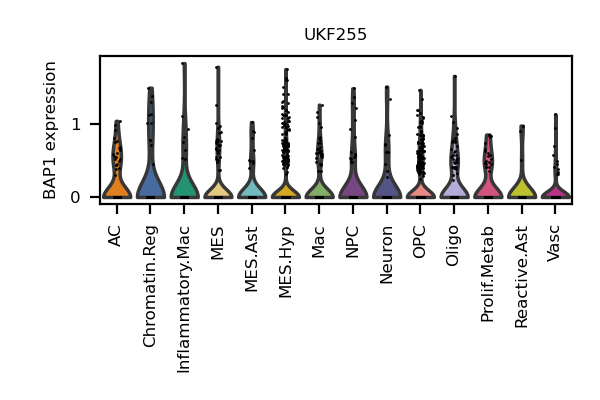 UKF255
BAP1 expression
1
0
AC
Chromatin.Reg
Inflammatory.Mac
MES
MES.Ast
MES.Hyp
Mac
NPC
Neuron
OPC
Oligo
Prolif.Metab
Reactive.Ast
Vasc